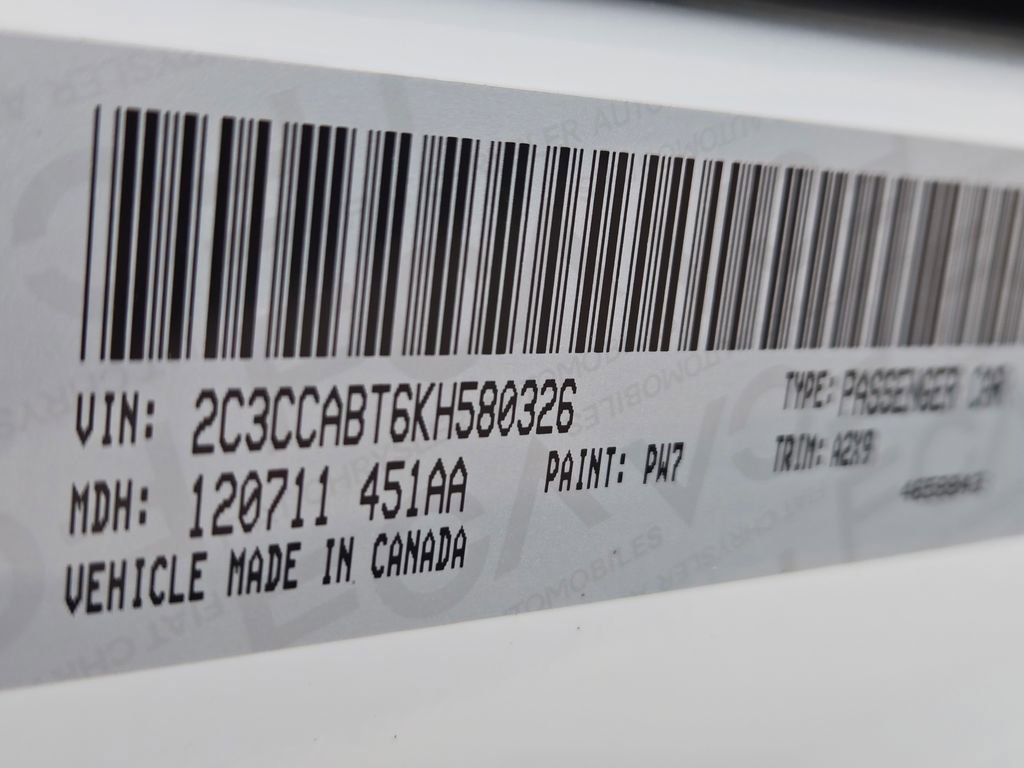 VIN: 2C3CCABT6KH580326
TYPE: PASSENGER CAR
MDH: 120711 451AA
PAINT: PW7
TRIM: A2X9
VEHICLE MADE IN CANADA